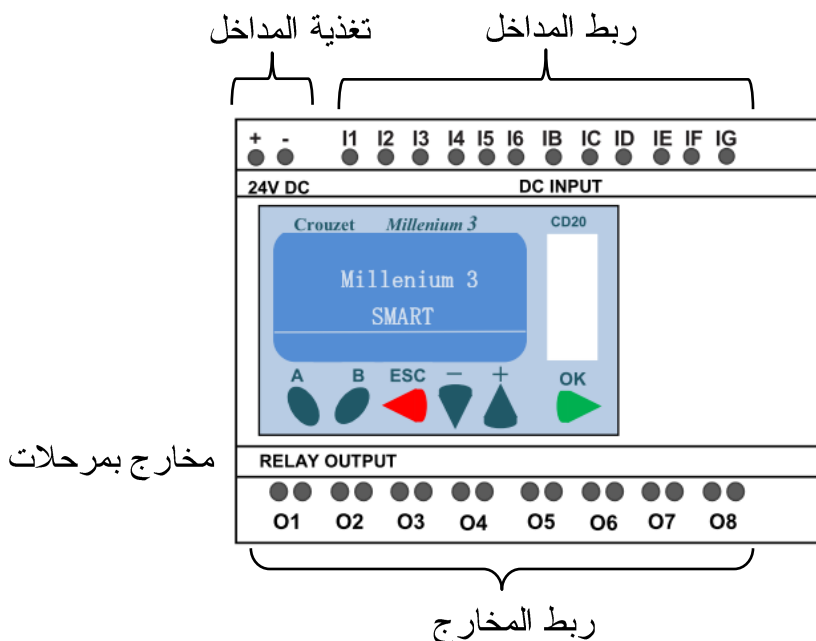 ربط المداخل
تغذية المداخل
+ - I1 I2 I3 I4 I5 I6 IB IC ID IE IF IG
24V DC DC INPUT
Crouzet Millenium 3 CD20
Millenium 3
SMART
A B ESC − + OK
مخارج بمرحلات
RELAY OUTPUT
O1 O2 O3 O4 O5 O6 O7 O8
ربط المخارج